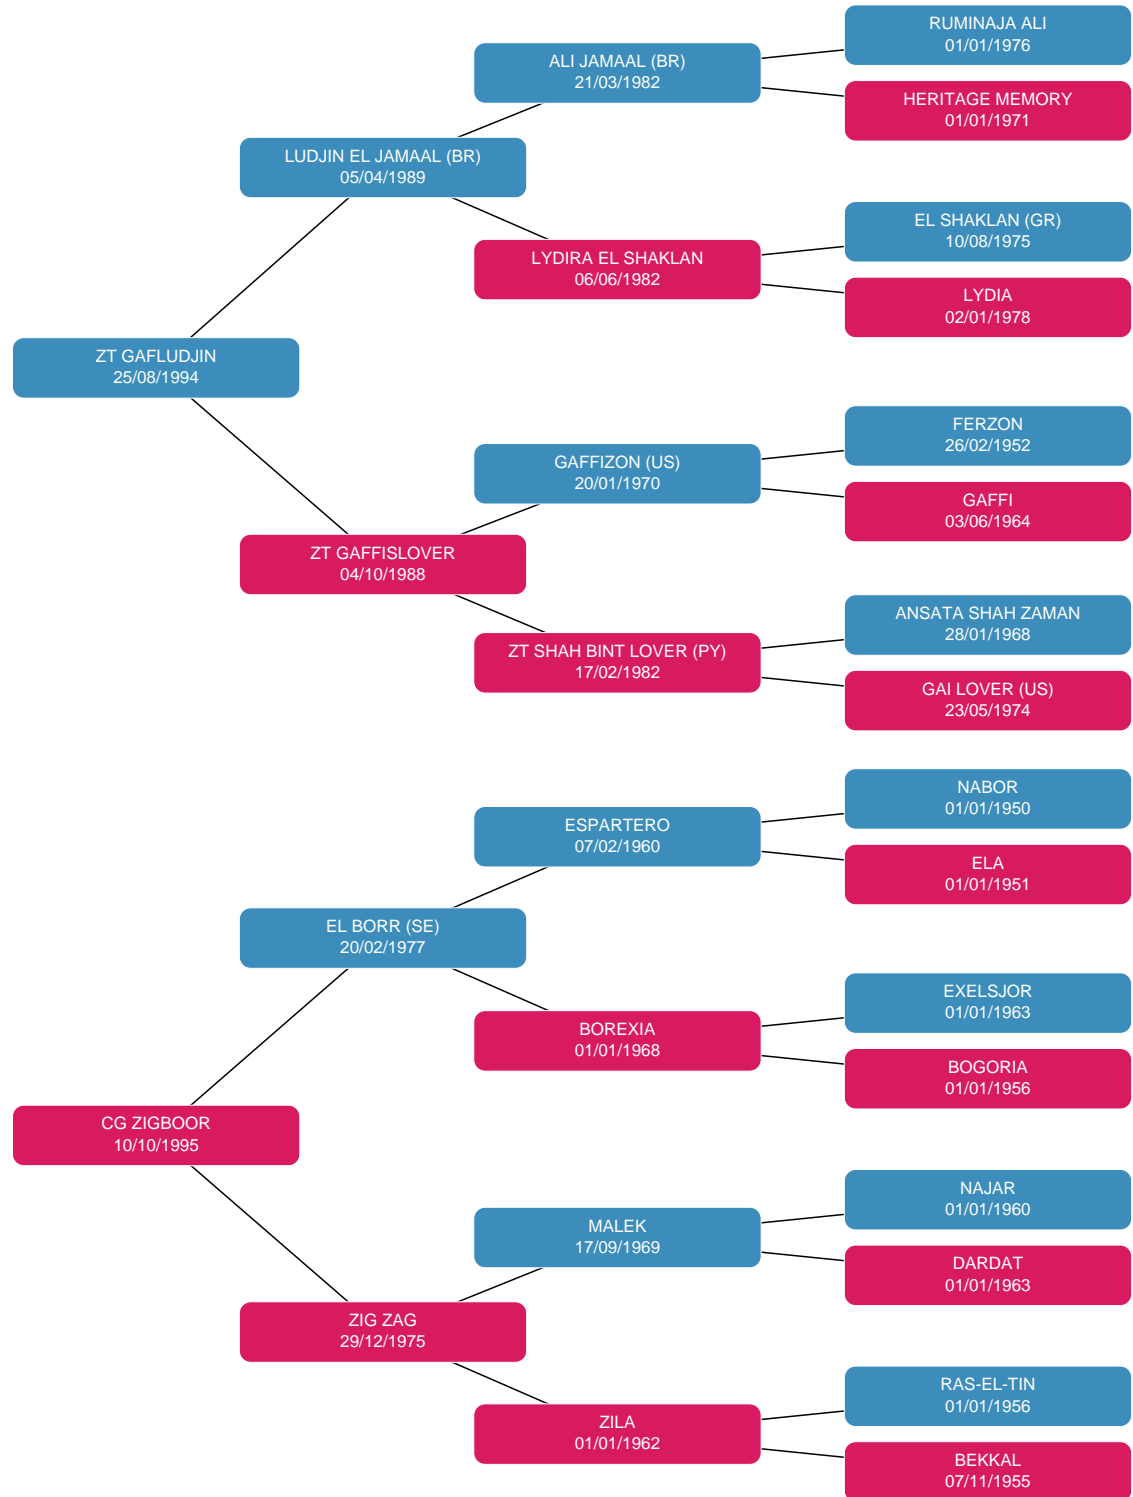 RUMINAJA ALI
01/01/1976
ALI JAMAAL (BR)
21/03/1982
HERITAGE MEMORY
01/01/1971
LUDJIN EL JAMAAL (BR)
05/04/1989
EL SHAKLAN (GR)
10/08/1975
LYDIRA EL SHAKLAN
06/06/1982
LYDIA
02/01/1978
ZT GAFLUDJIN
25/08/1994
FERZON
26/02/1952
GAFFIZON (US)
20/01/1970
GAFFI
03/06/1964
ZT GAFFISLOVER
04/10/1988
ANSATA SHAH ZAMAN
28/01/1968
ZT SHAH BINT LOVER (PY)
17/02/1982
GAI LOVER (US)
23/05/1974
NABOR
01/01/1950
ESPARTERO
07/02/1960
ELA
01/01/1951
EL BORR (SE)
20/02/1977
EXELSJOR
01/01/1963
BOREXIA
01/01/1968
BOGORIA
01/01/1956
CG ZIGBOOR
10/10/1995
NAJAR
01/01/1960
MALEK
17/09/1969
DARDAT
01/01/1963
ZIG ZAG
29/12/1975
RAS-EL-TIN
01/01/1956
ZILA
01/01/1962
BEKKAL
07/11/1955